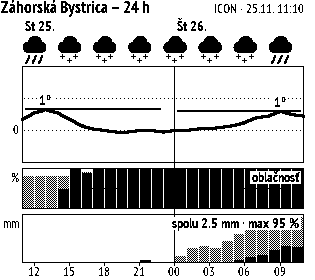 Záhorská Bystrica – 24 h
ICON · 25.11. 11:10
St 25.
Št 26.
1°
1°
0
%
oblačnosť
mm
spolu 2.5 mm · max 95 %
12 15 18 21 00 03 06 09